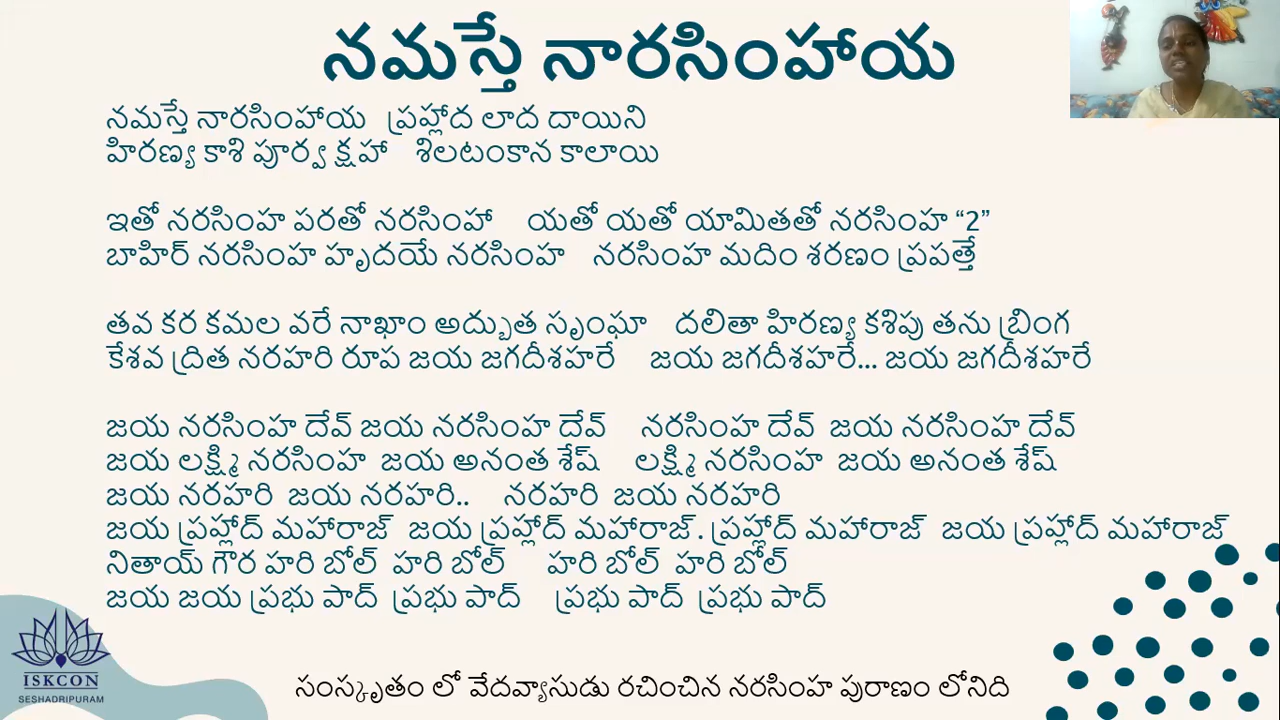 నమస్తే నారసింహాయ
నమస్తే నారసింహాయ ప్రహ్లాద లాద దాయిని
హిరణ్య కాశి పూర్వ క్షహా శిలటంకాన కాలాయి
ఇతో నరసింహ పరతో నరసింహా యతో యతో యామితతో నరసింహ “2”
బాహిర్ నరసింహ హృదయే నరసింహ నరసింహ మదిం శరణం ప్రపత్తే
తవ కర కమల వరే నాఖాం అద్బుత సృంఘా దలితా హిరణ్య కశిపు తను బ్రింగ
కేశవ ద్రిత నరహరి రూప జయ జగదీశహరే జయ జగదీశహరే... జయ జగదీశహరే
జయ నరసింహ దేవ్ జయ నరసింహ దేవ్ నరసింహ దేవ్ జయ నరసింహ దేవ్
జయ లక్ష్మి నరసింహ జయ అనంత శేష్ లక్ష్మి నరసింహ జయ అనంత శేష్
జయ నరహరి జయ నరహరి.. నరహరి జయ నరహరి
జయ ప్రహ్లాద్ మహారాజ్ జయ ప్రహ్లాద్ మహారాజ్. ప్రహ్లాద్ మహారాజ్ జయ ప్రహ్లాద్ మహారాజ్
నితాయ్ గౌర హరి బోల్ హరి బోల్ హరి బోల్ హరి బోల్
జయ జయ ప్రభు పాద్ ప్రభు పాద్ ప్రభు పాద్ ప్రభు పాద్
ISKCON
SESHADRIPURAM
సంస్కృతం లో వేదవ్యాసుడు రచించిన నరసింహ పురాణం లోనిది